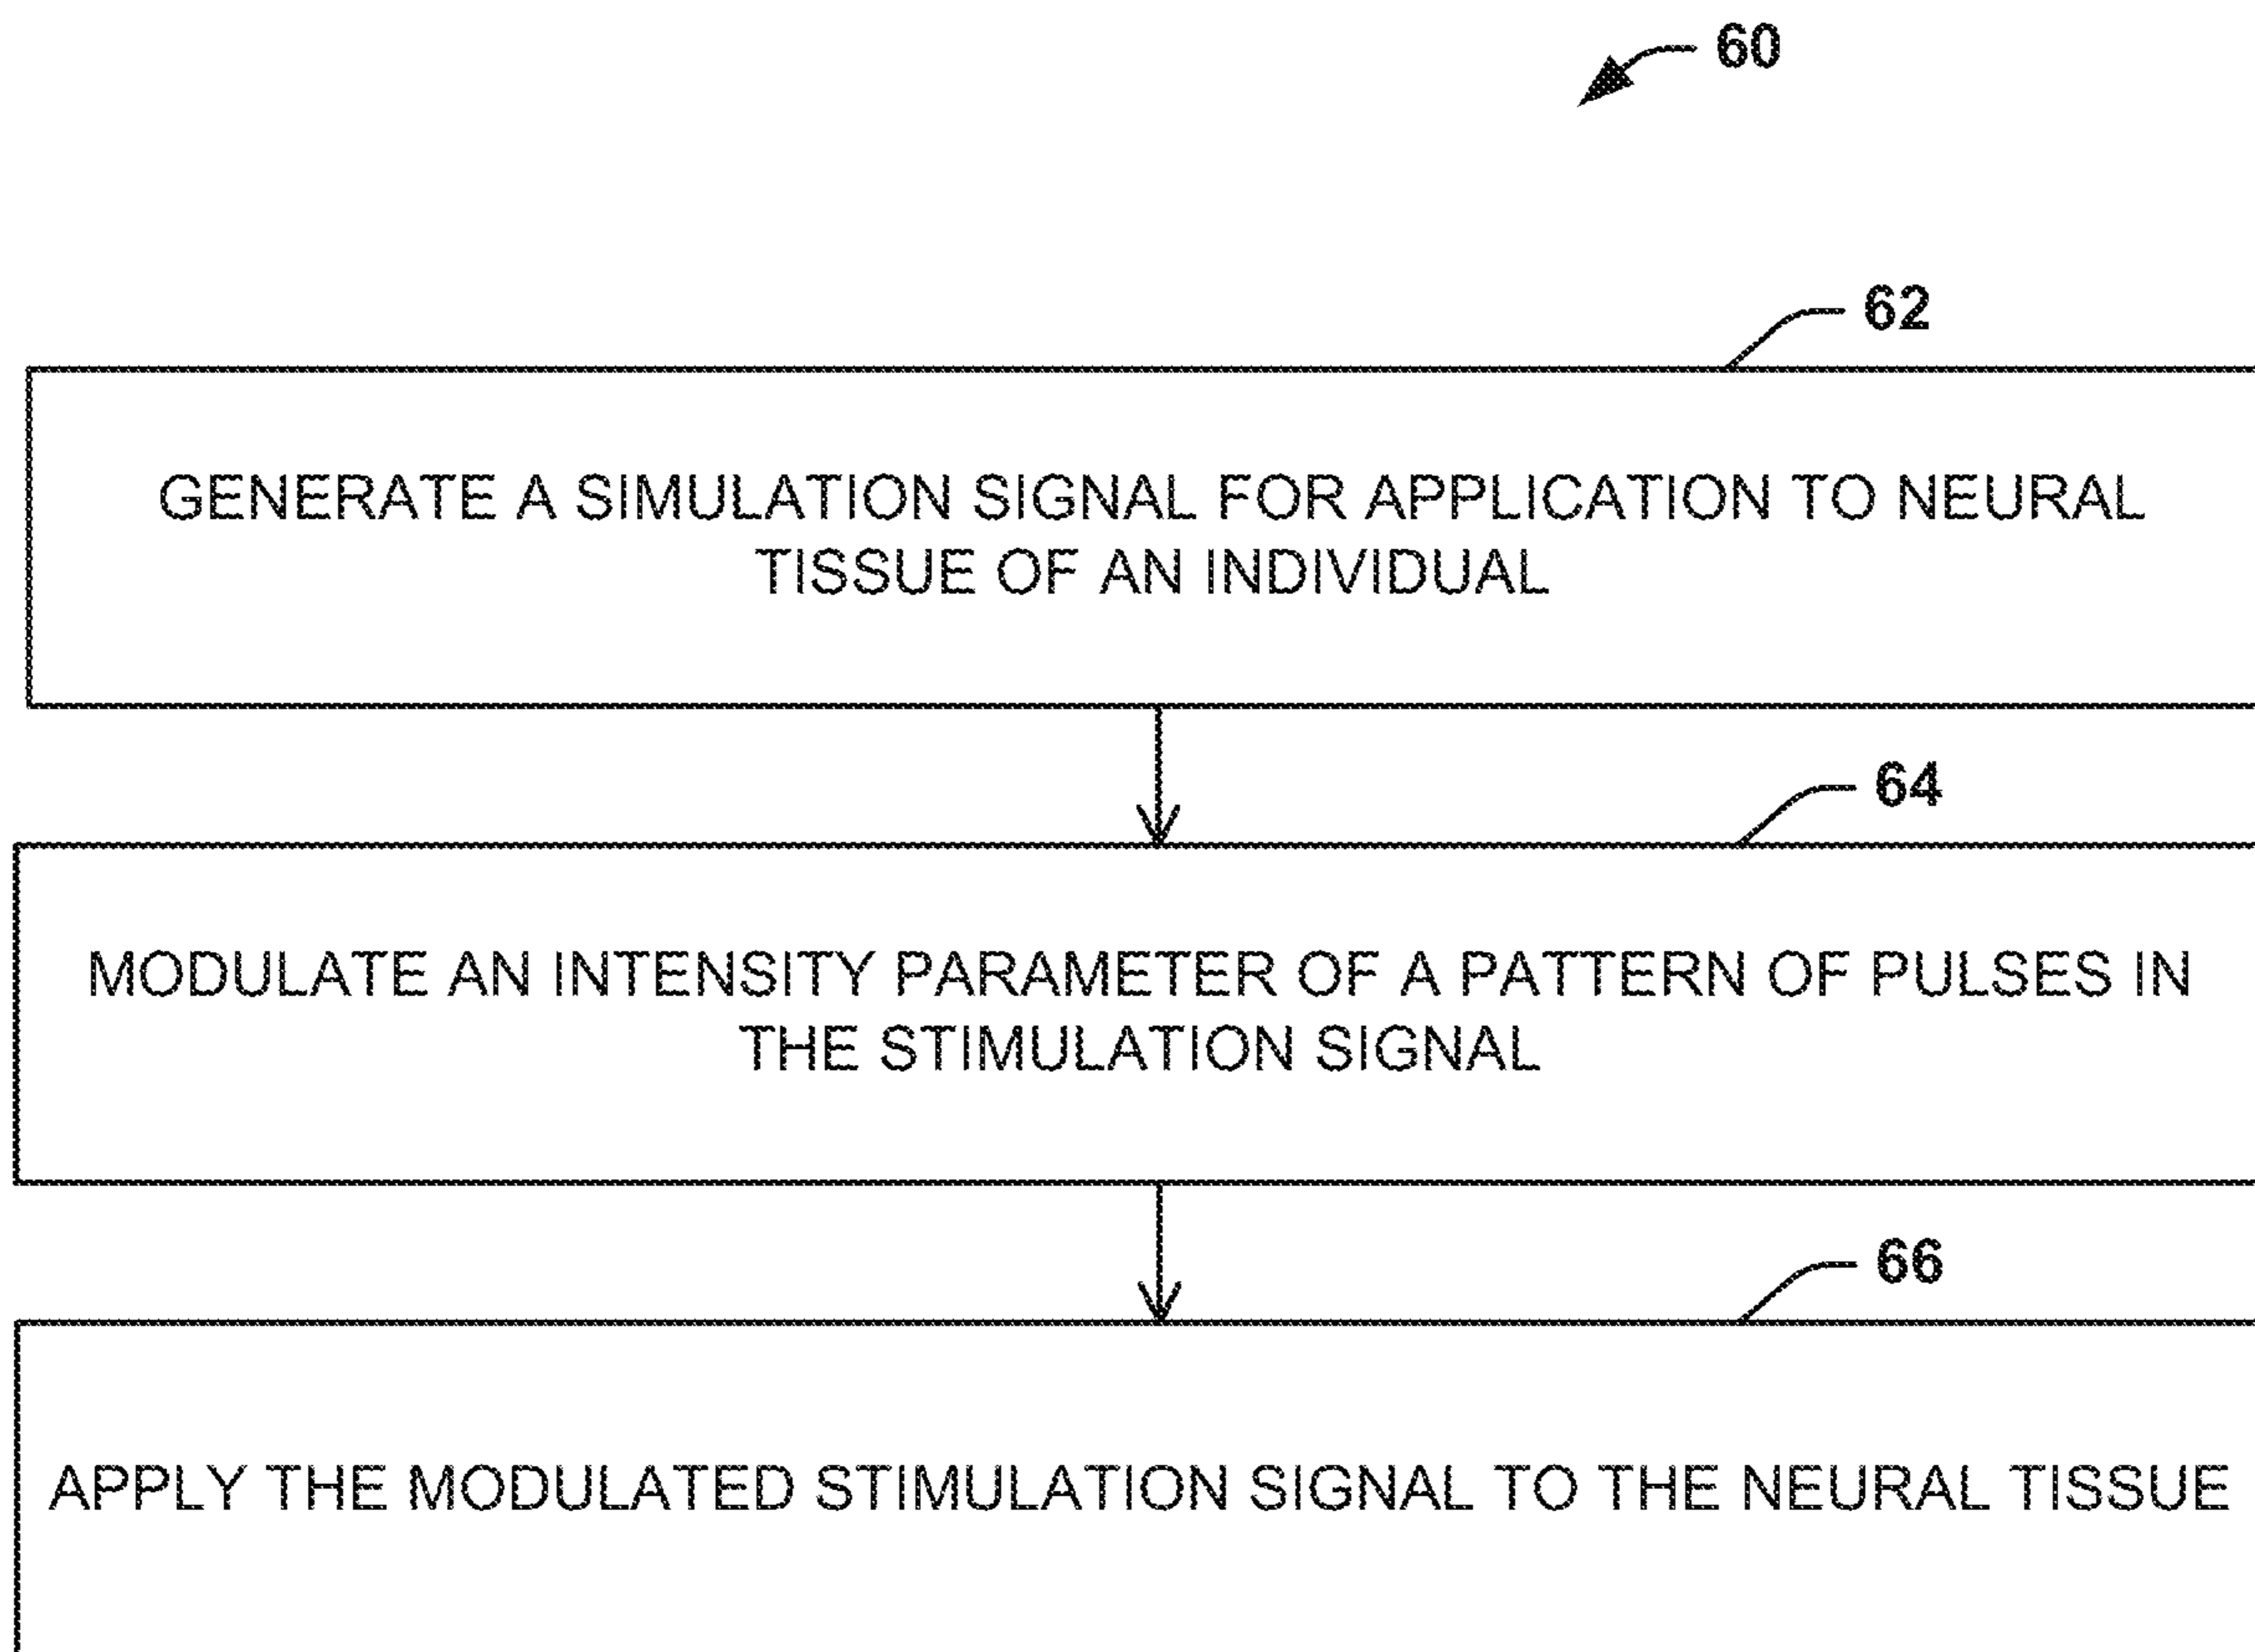 60
62
GENERATE A SIMULATION SIGNAL FOR APPLICATION TO NEURAL
TISSUE OF AN INDIVIDUAL
64
MODULATE AN INTENSITY PARAMETER OF A PATTERN OF PULSES IN
THE STIMULATION SIGNAL
66
APPLY THE MODULATED STIMULATION SIGNAL TO THE NEURAL TISSUE